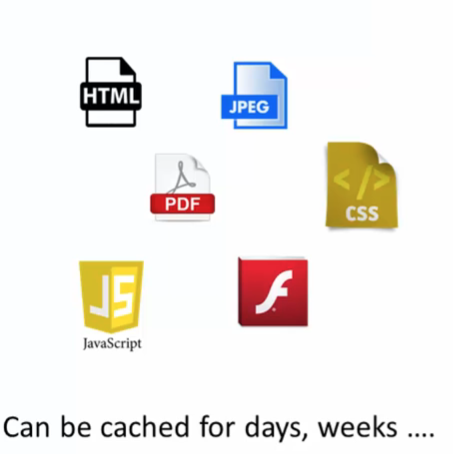 HTML
JPEG
PDF
</>
CSS
JS
JavaScript
f
Can be cached for days, weeks ....